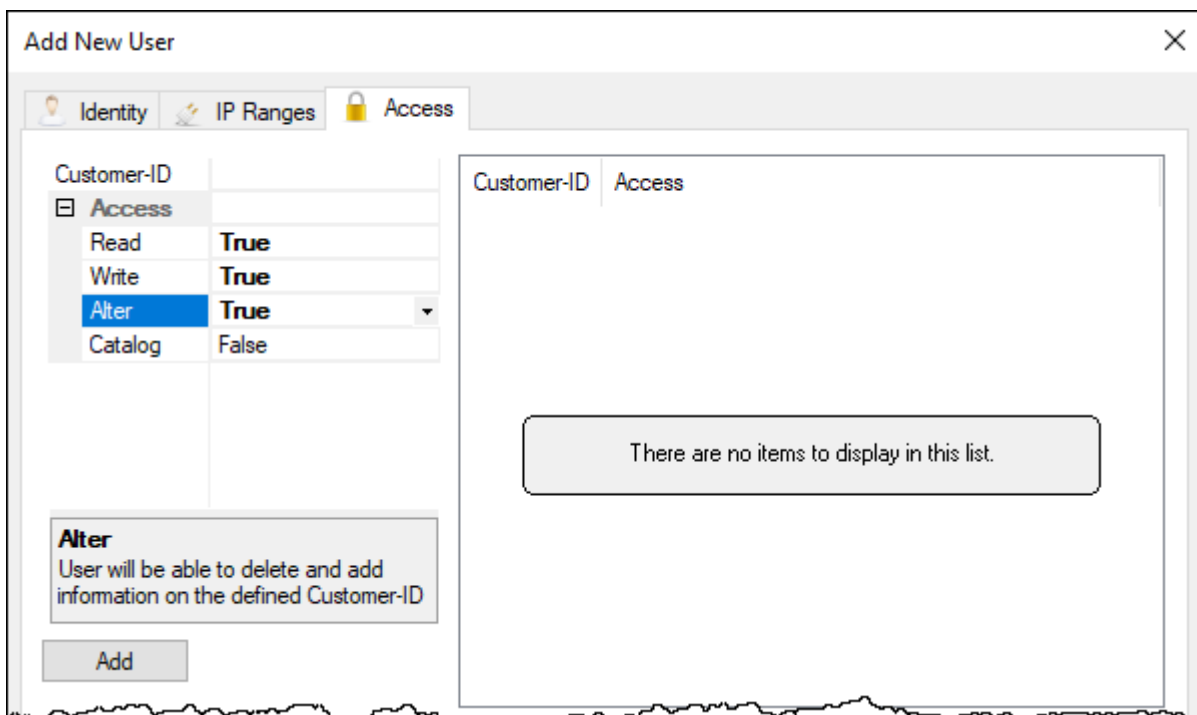 Add New User
Identity IP Ranges Access
Customer-ID
Access
Read True
Write True
Alter True
Catalog False
Customer-ID Access
There are no items to display in this list.
Alter
User will be able to delete and add
information on the defined Customer-ID
Add